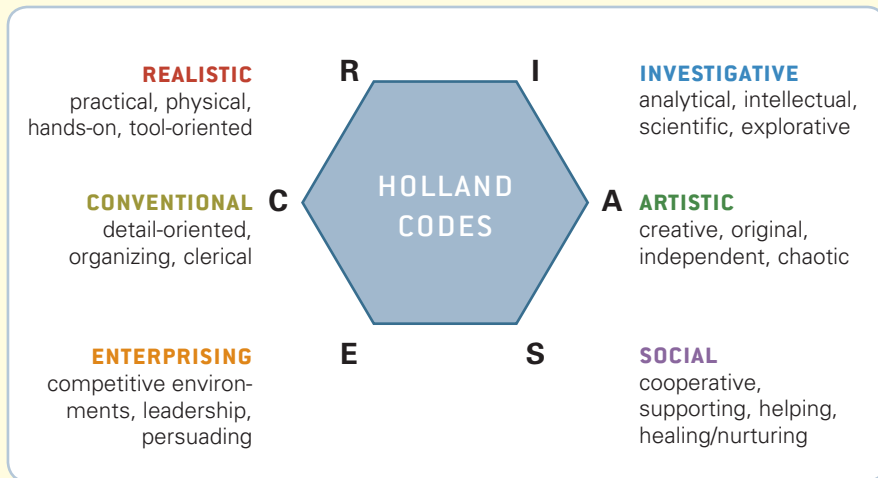 REALISTIC
practical, physical,
hands-on, tool-oriented
R
I
INVESTIGATIVE
analytical, intellectual,
scientific, explorative
CONVENTIONAL
detail-oriented,
organizing, clerical
C
HOLLAND
CODES
A
ARTISTIC
creative, original,
independent, chaotic
ENTERPRISING
competitive environ-
ments, leadership,
persuading
E
S
SOCIAL
cooperative,
supporting, helping,
healing/nurturing